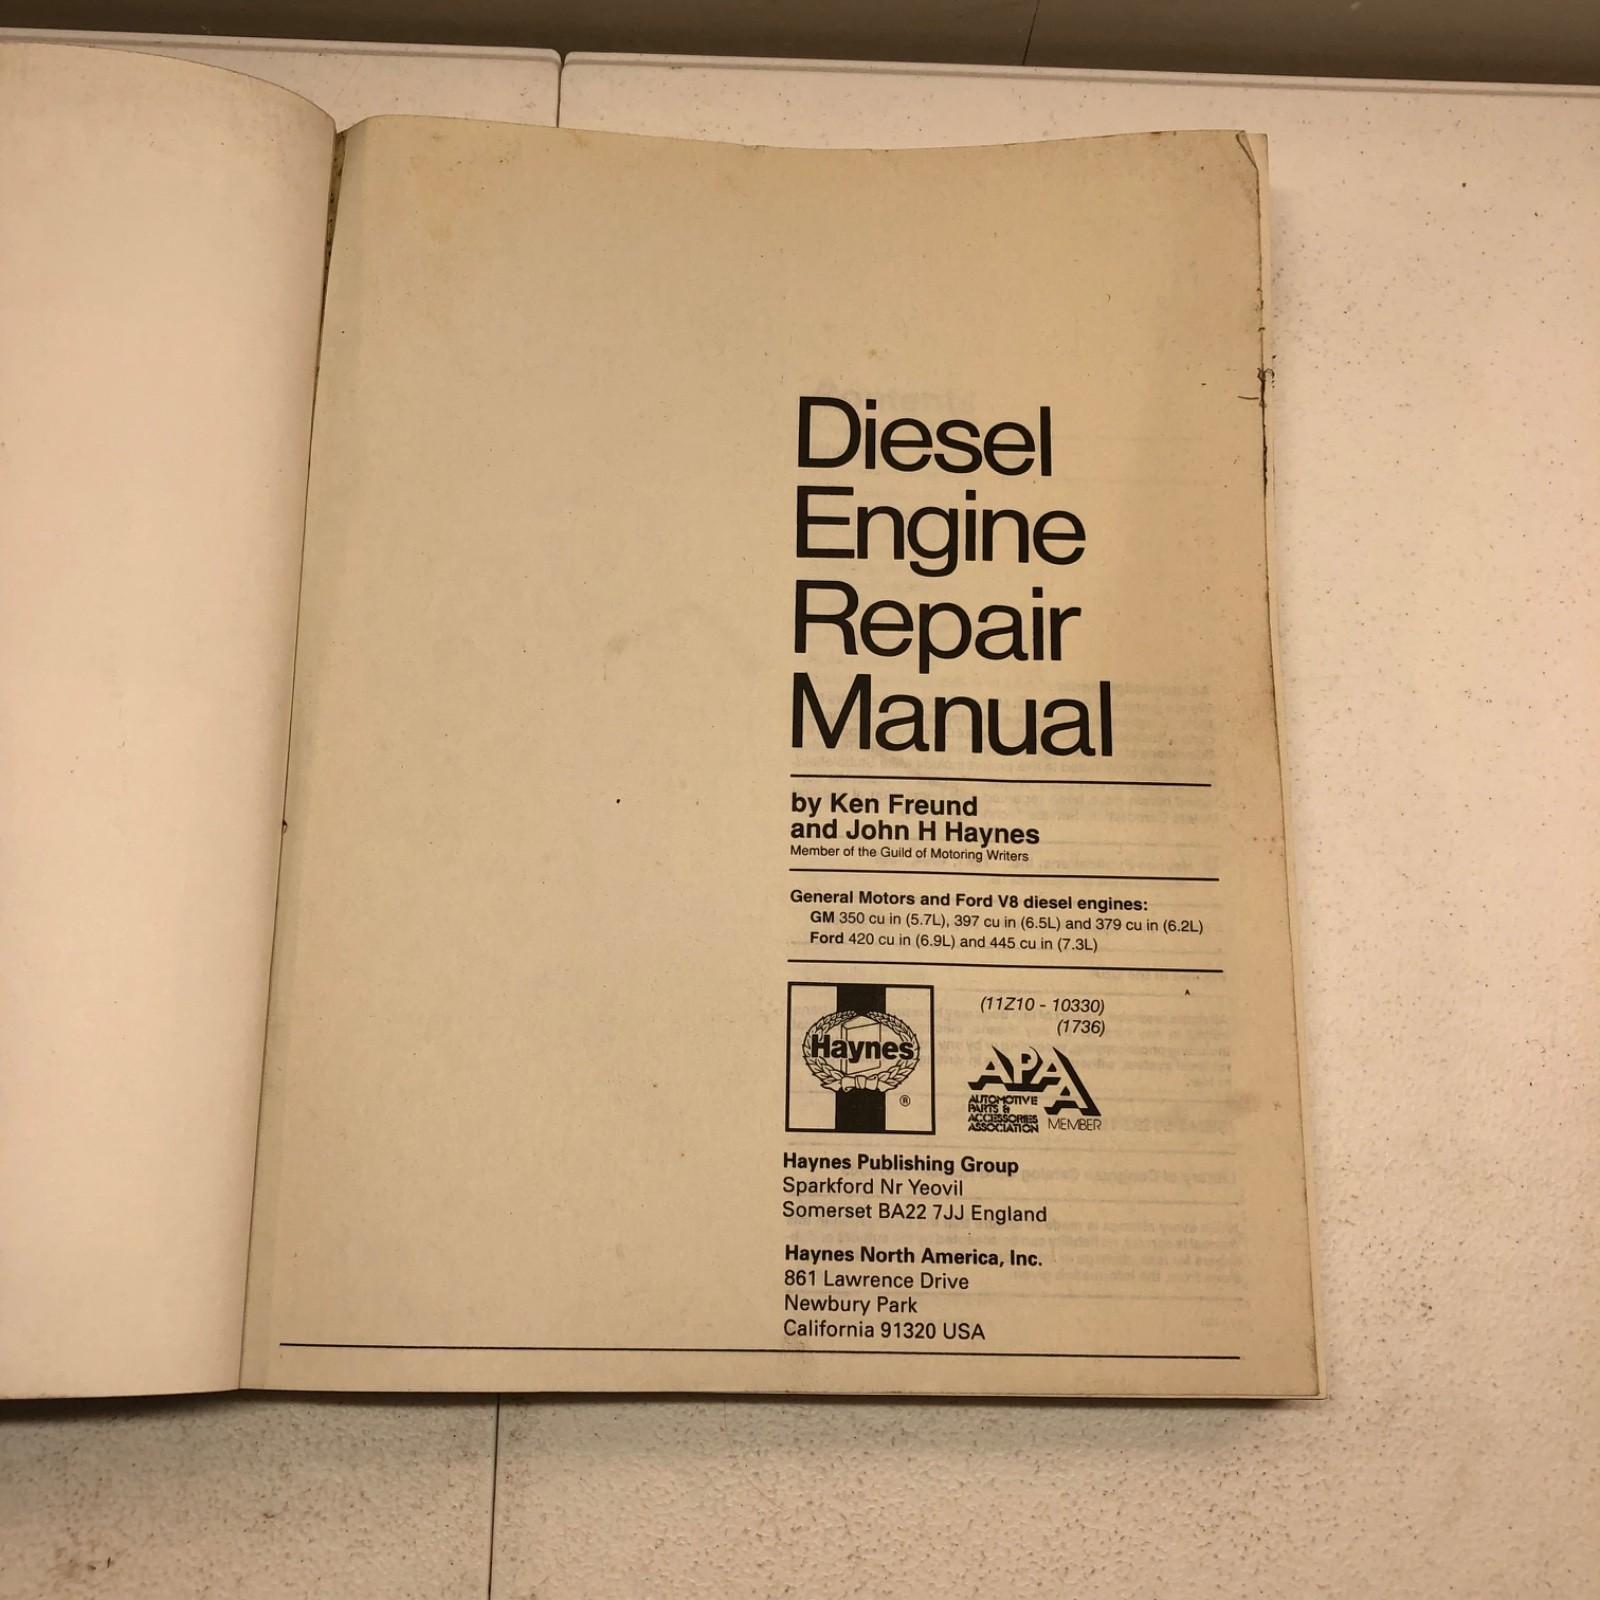 Diesel
Engine
Repair
Manual
by Ken Freund
and John H Haynes
Member of the Guild of Motoring Writers
General Motors and Ford V8 diesel engines:
GM 350 cu in (5.7L), 397 cu in (6.5L) and 379 cu in (6.2L)
Ford 420 cu in (6.9L) and 445 cu in (7.3L)
Haynes
®
(11Z10 - 10330)
(1736)
APAA
AUTOMOTIVE
PARTS &
ACCESSORIES
ASSOCIATION
MEMBER
Haynes Publishing Group
Sparkford Nr Yeovil
Somerset BA22 7JJ England
Haynes North America, Inc.
861 Lawrence Drive
Newbury Park
California 91320 USA